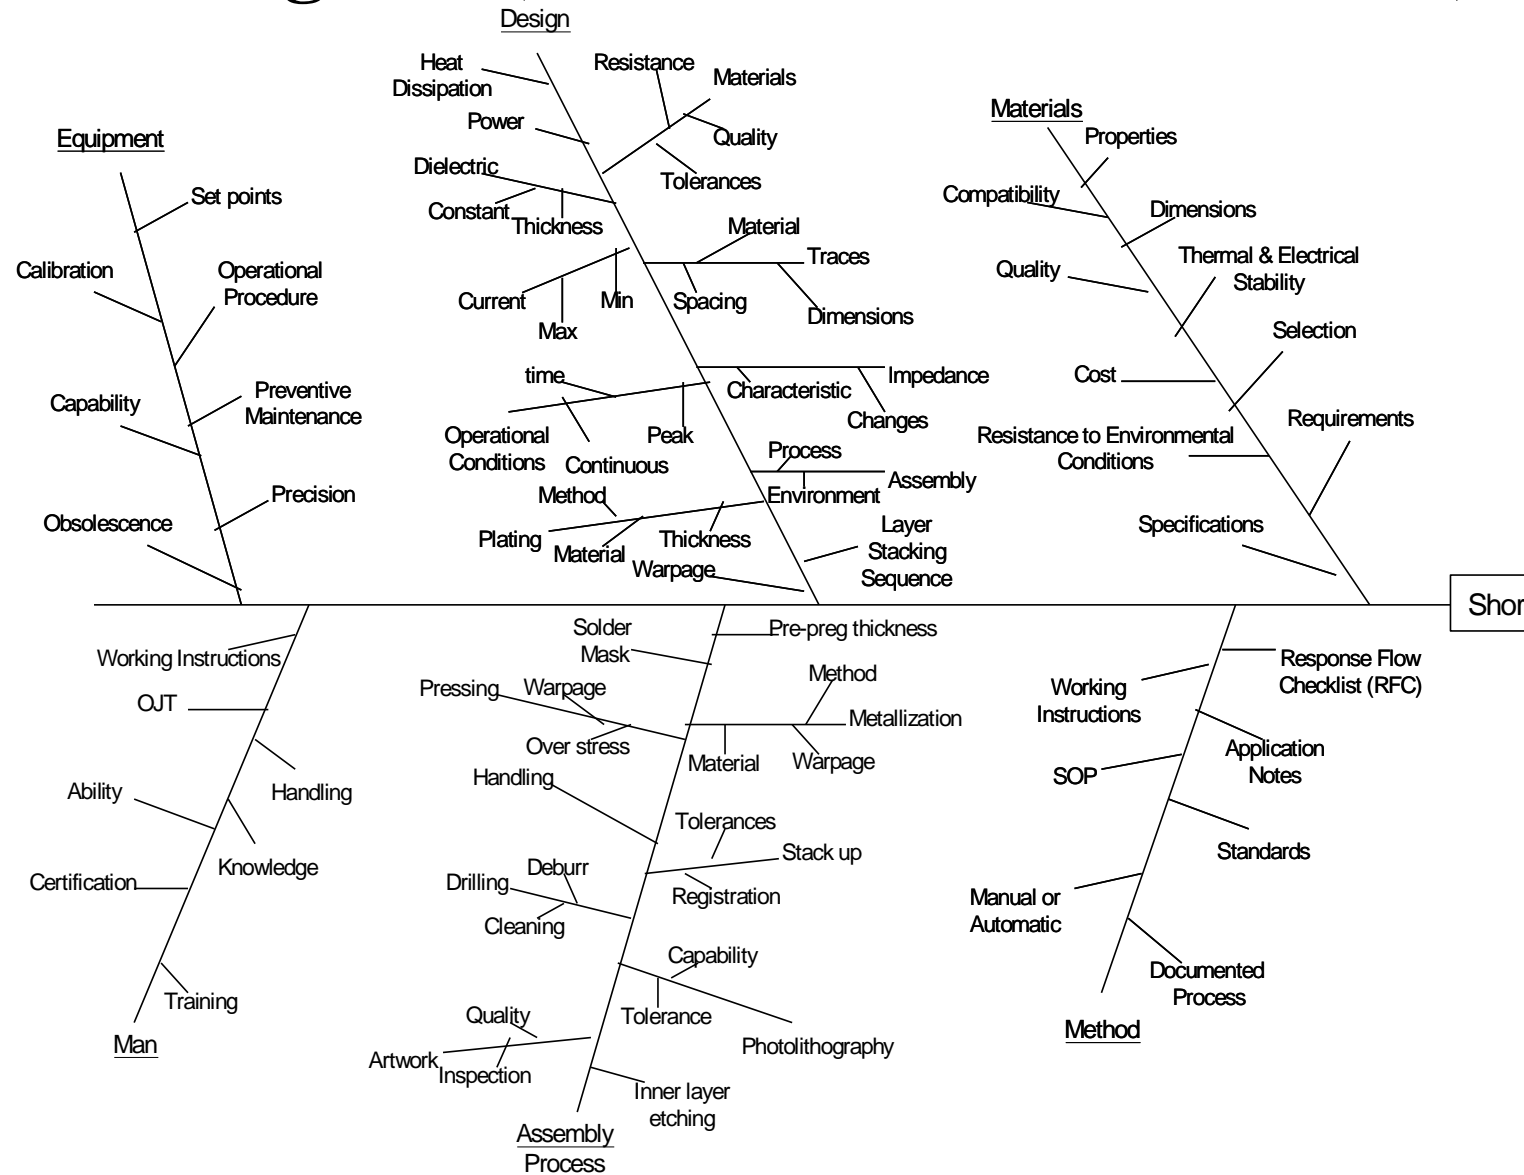 Design
Heat
Dissipation
Resistance
Materials
Power
Quality
Dielectric
Tolerances
Constant
Thickness
Material
Traces
Current
Min
Spacing
Max
Dimensions
time
Characteristic
Impedance
Changes
Operational
Conditions
Peak
Continuous
Process
Assembly
Environment
Method
Plating
Material
Thickness
Warpage
Layer
Stacking
Sequence
Equipment
Set points
Calibration
Operational
Procedure
Capability
Preventive
Maintenance
Precision
Obsolescence
Materials
Properties
Compatibility
Dimensions
Quality
Thermal & Electrical
Stability
Selection
Cost
Requirements
Resistance to Environmental
Conditions
Specifications
Shor
Working Instructions
OJT
Handling
Ability
Knowledge
Certification
Training
Man
Solder
Mask
Pre-preg thickness
Pressing
Warpage
Over stress
Method
Metallization
Material
Warpage
Handling
Tolerances
Stack up
Registration
Deburr
Drilling
Cleaning
Capability
Tolerance
Photolithography
Quality
Artwork
Inspection
Inner layer
etching
Assembly
Process
Response Flow
Checklist (RFC)
Working
Instructions
Application
Notes
SOP
Standards
Manual or
Automatic
Documented
Process
Method